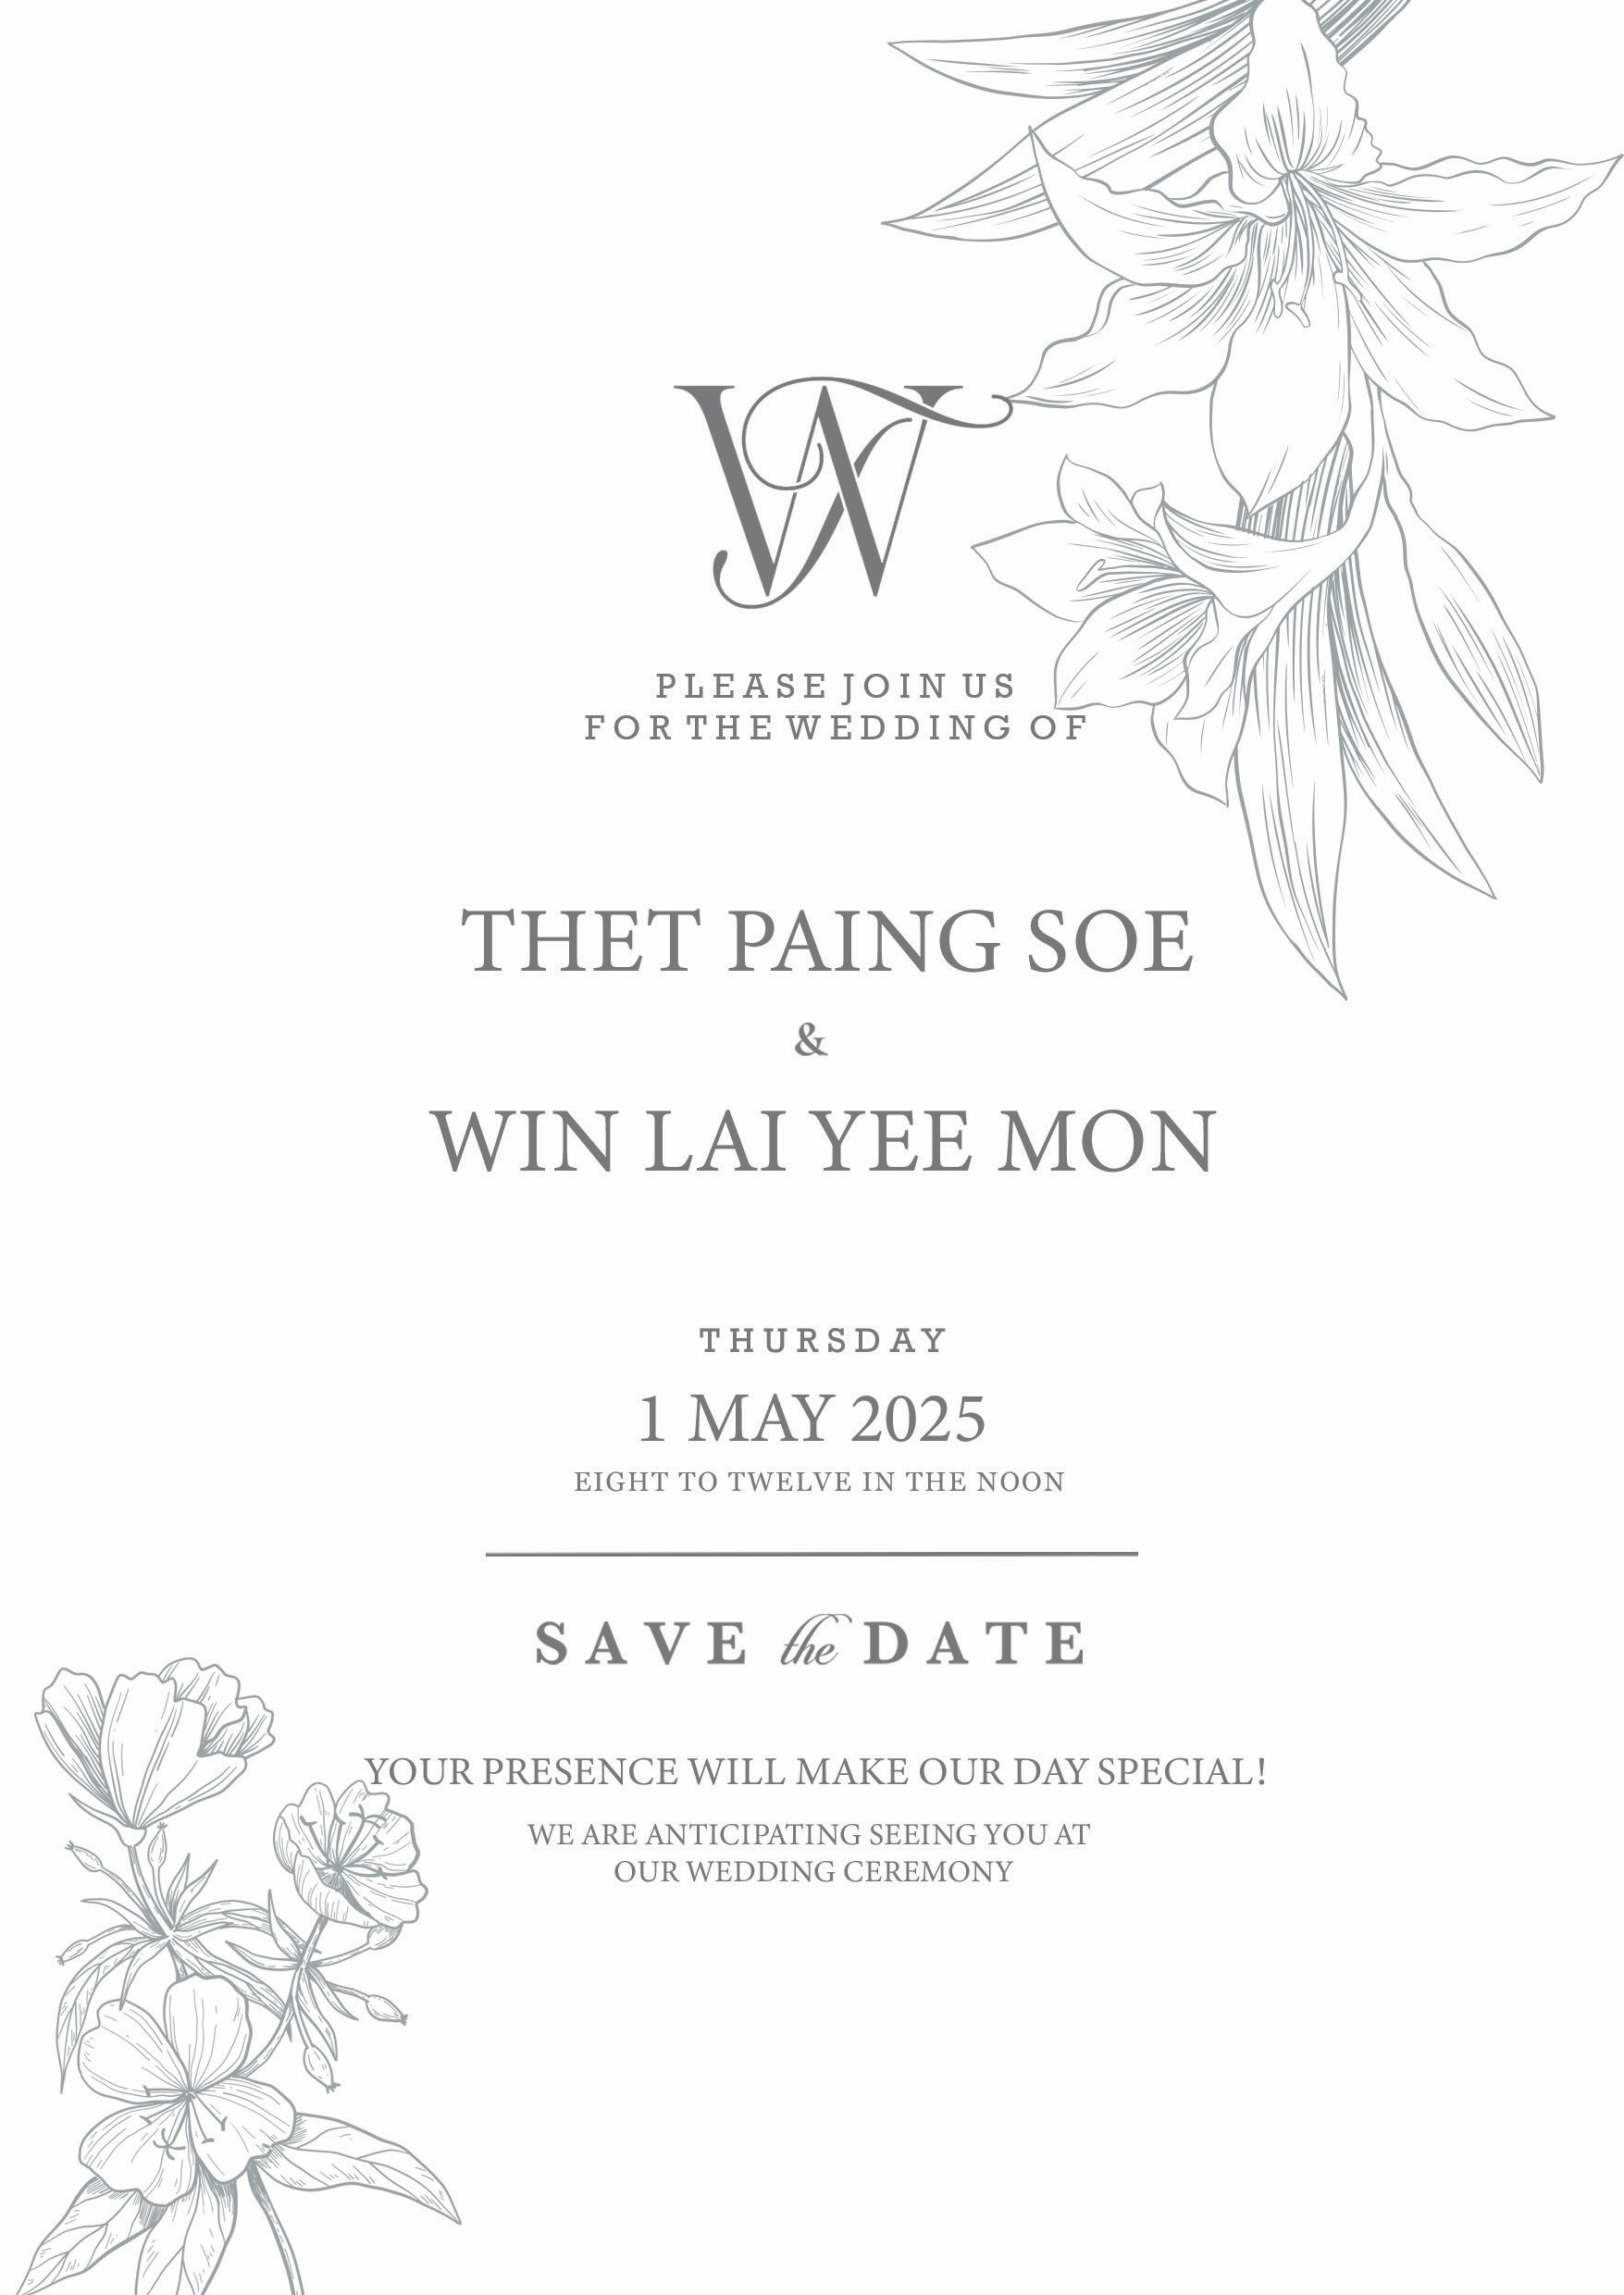 PLEASE JOIN US
FOR THE WEDDING OF
THET PAING SOE
&
WIN LAI YEE MON
THURSDAY
1 MAY 2025
EIGHT TO TWELVE IN THE NOON
SAVE the DATE
YOUR PRESENCE WILL MAKE OUR DAY SPECIAL!
WE ARE ANTICIPATING SEEING YOU AT
OUR WEDDING CEREMONY